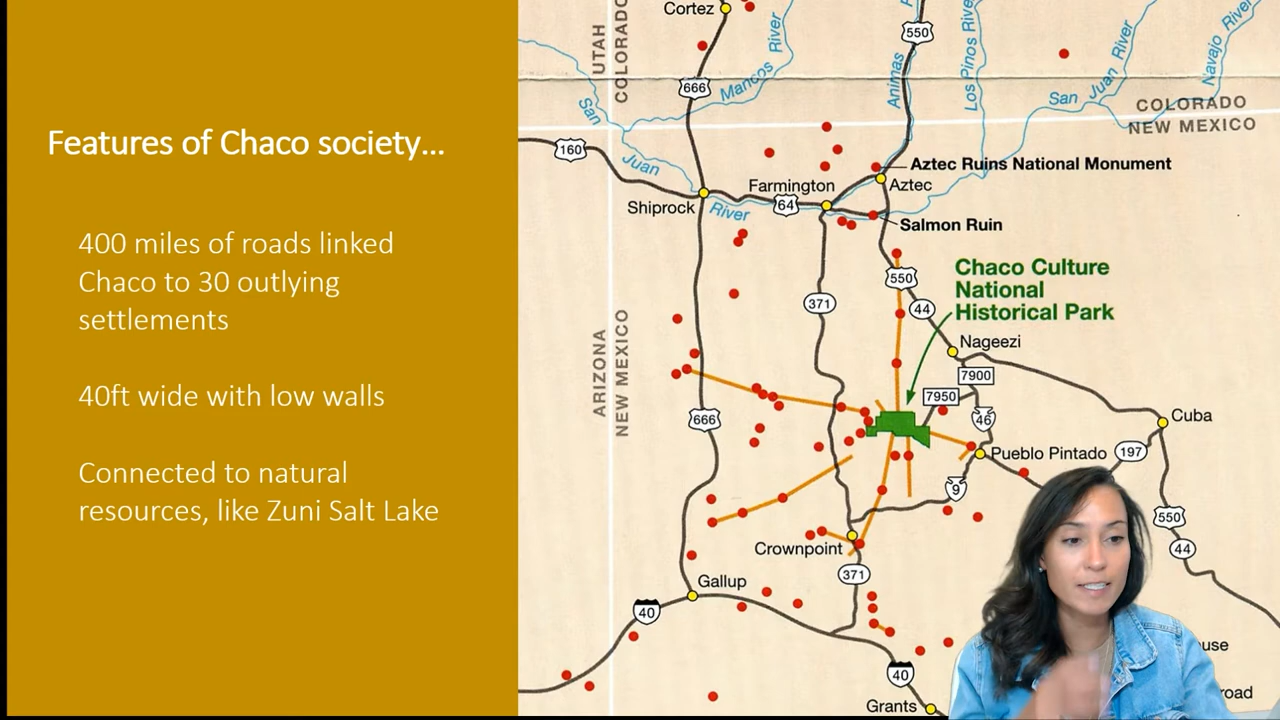 Features of Chaco society...
400 miles of roads linked
Chaco to 30 outlying
settlements
40ft wide with low walls
Connected to natural
resources, like Zuni Salt Lake
Cortez
UTAH
COLORADO
666
Mancos River
Animas
550
Los Pinos River
San Juan River
Navajo River
COLORADO
NEW MEXICO
San Juan River
160
Aztec Ruins National Monument
Farmington
Aztec
64
Shiprock
Salmon Ruin
550
Chaco Culture
National
Historical Park
371
44
Nageezi
ARIZONA
NEW MEXICO
7900
7950
46
666
Cuba
Pueblo Pintado
197
9
550
44
Crownpoint
371
Gallup
40
40
Grants